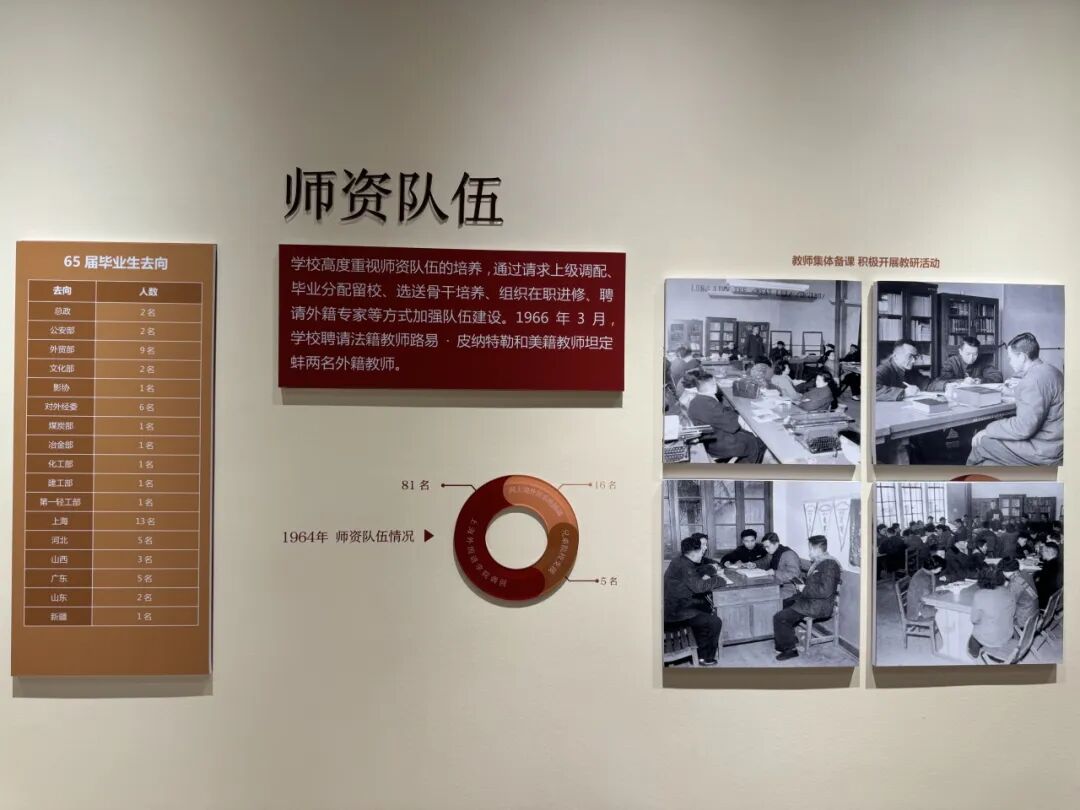 师资队伍
65 届毕业生去向
去向 人数
总政 2 名
公安部 2 名
外贸部 9 名
文化部 2 名
影协 1 名
对外经委 6 名
煤炭部 1 名
冶金部 1 名
化工部 1 名
建工部 1 名
第一轻工部 1 名
上海 13 名
河北 5 名
山西 3 名
广东 5 名
山东 2 名
新疆 1 名
学校高度重视师资队伍的培养，通过请求上级调配、
毕业分配留校、选送骨干培养、组织在职进修、聘
请外籍专家等方式加强队伍建设。1966 年 3 月，
学校聘请法籍教师路易·皮纳特勒和美籍教师坦定
蚌两名外籍教师。
1964年 师资队伍情况
81 名
16 名
5 名
教师集体备课 积极开展教研活动